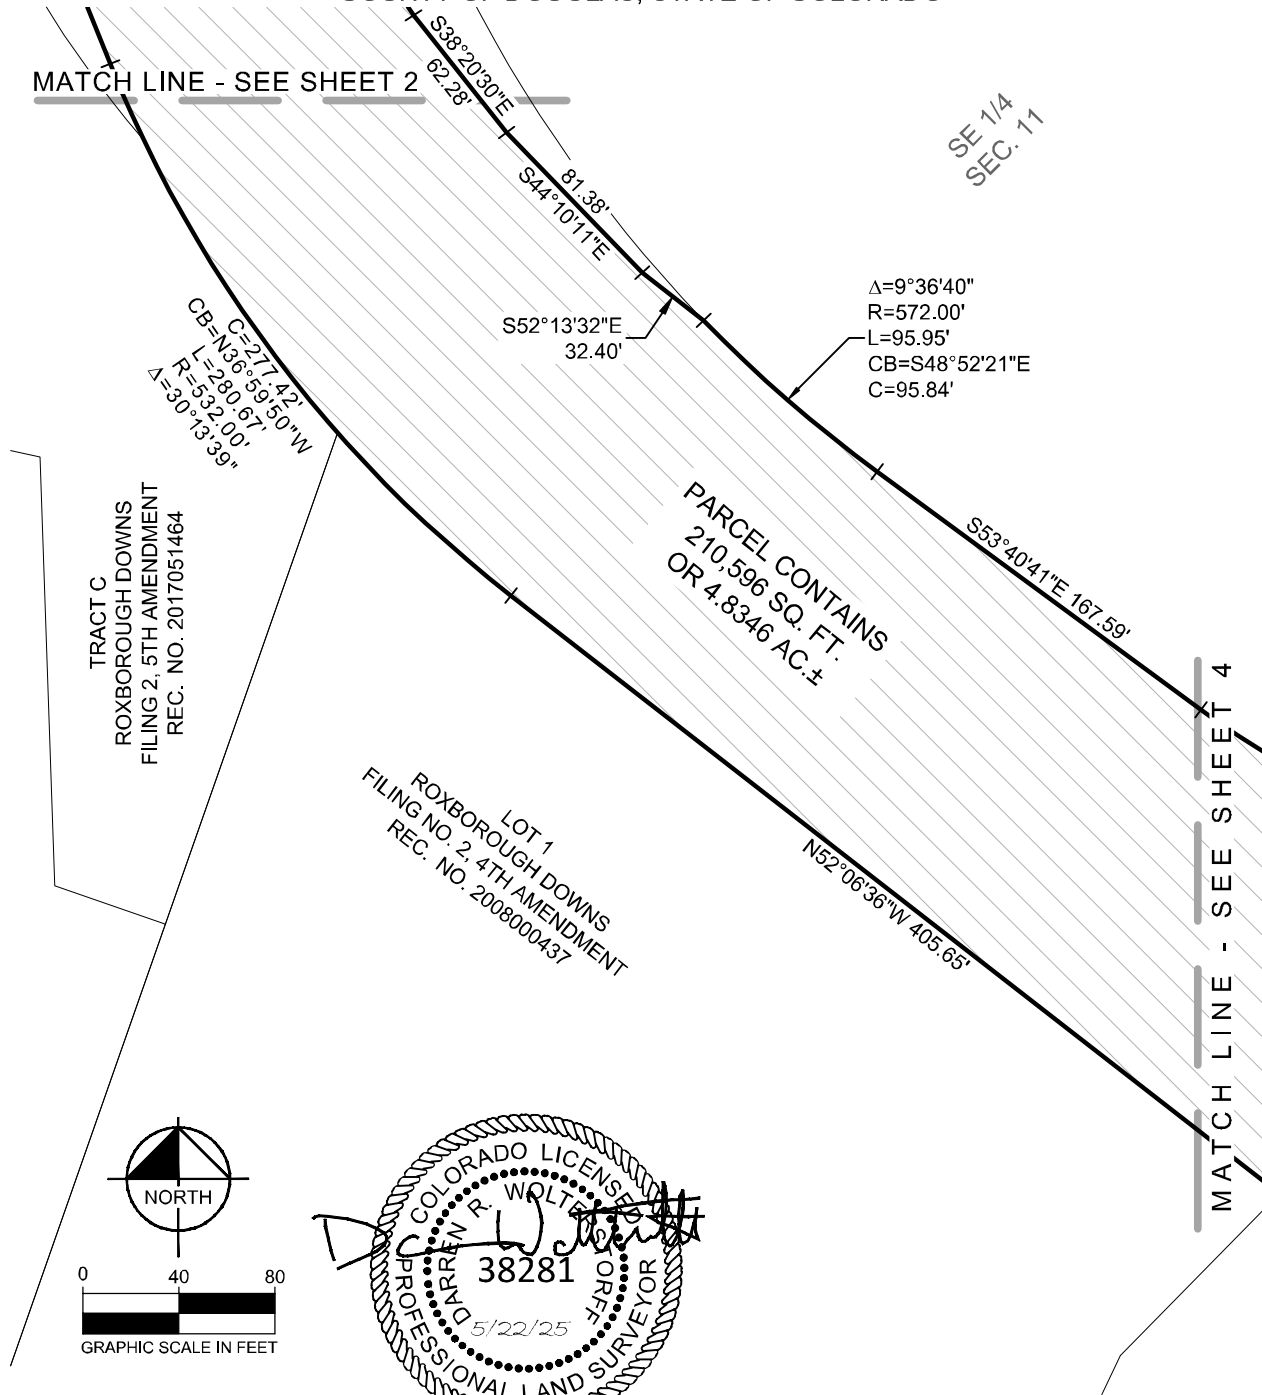 COUNTY OF DOUGLAS, STATE OF COLORADO
MATCH LINE - SEE SHEET 2
S38°20'30"E
62.28'
SE 1/4
SEC. 11
81.38'
S44°10'11"E
S52°13'32"E
32.40'
Δ=9°36'40"
R=572.00'
L=95.95'
CB=S48°52'21"E
C=95.84'
C=277.42'
CB=N36°59'50"W
L=280.67'
R=532.00'
Δ=30°13'39"
PARCEL CONTAINS
210,596 SQ. FT.
OR 4.8346 AC.±
S53°40'41"E 167.59'
TRACT C
ROXBOROUGH DOWNS
FILING 2, 5TH AMENDMENT
REC. NO. 2017051464
LOT 1
ROXBOROUGH DOWNS
FILING NO. 2, 4TH AMENDMENT
REC. NO. 2008000437
N52°06'36"W 405.65'
MATCH LINE - SEE SHEET 4
NORTH
0 40 80
GRAPHIC SCALE IN FEET
COLORADO LICENSED
DARREN R. WOLTERSTORFF
38281
5/22/25
PROFESSIONAL LAND SURVEYOR